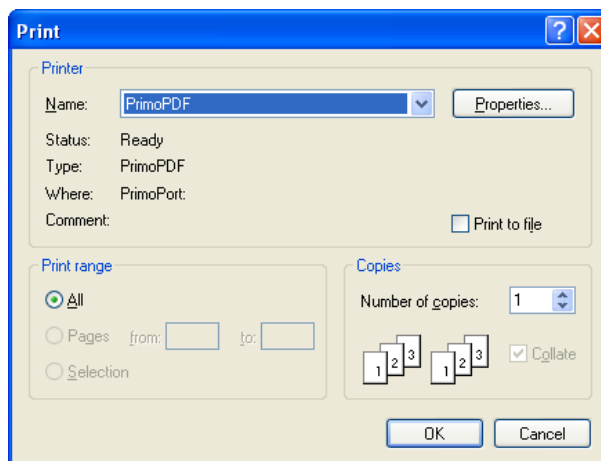 Print
Printer
Name: PrimoPDF Properties...
Status: Ready
Type: PrimoPDF
Where: PrimoPort:
Comment: Print to file
Print range
All
Pages from: to:
Selection
Copies
Number of copies: 1
1 2 3 1 2 3 Collate
OK Cancel